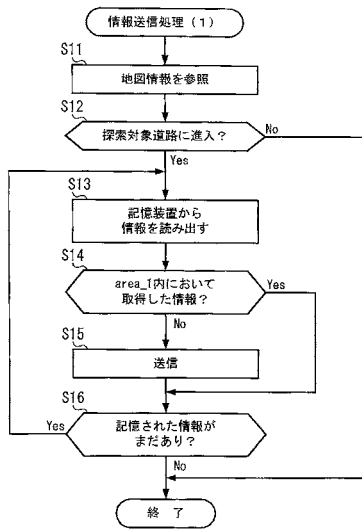 情報送信処理(1)
S11
地図情報を参照
S12
探索対象道路に進入？
No
Yes
S13
記憶装置から
情報を読み出す
S14
area_1内において
取得した情報？
Yes
No
S15
送信
S16
記憶された情報が
まだあり？
Yes
No
終 了